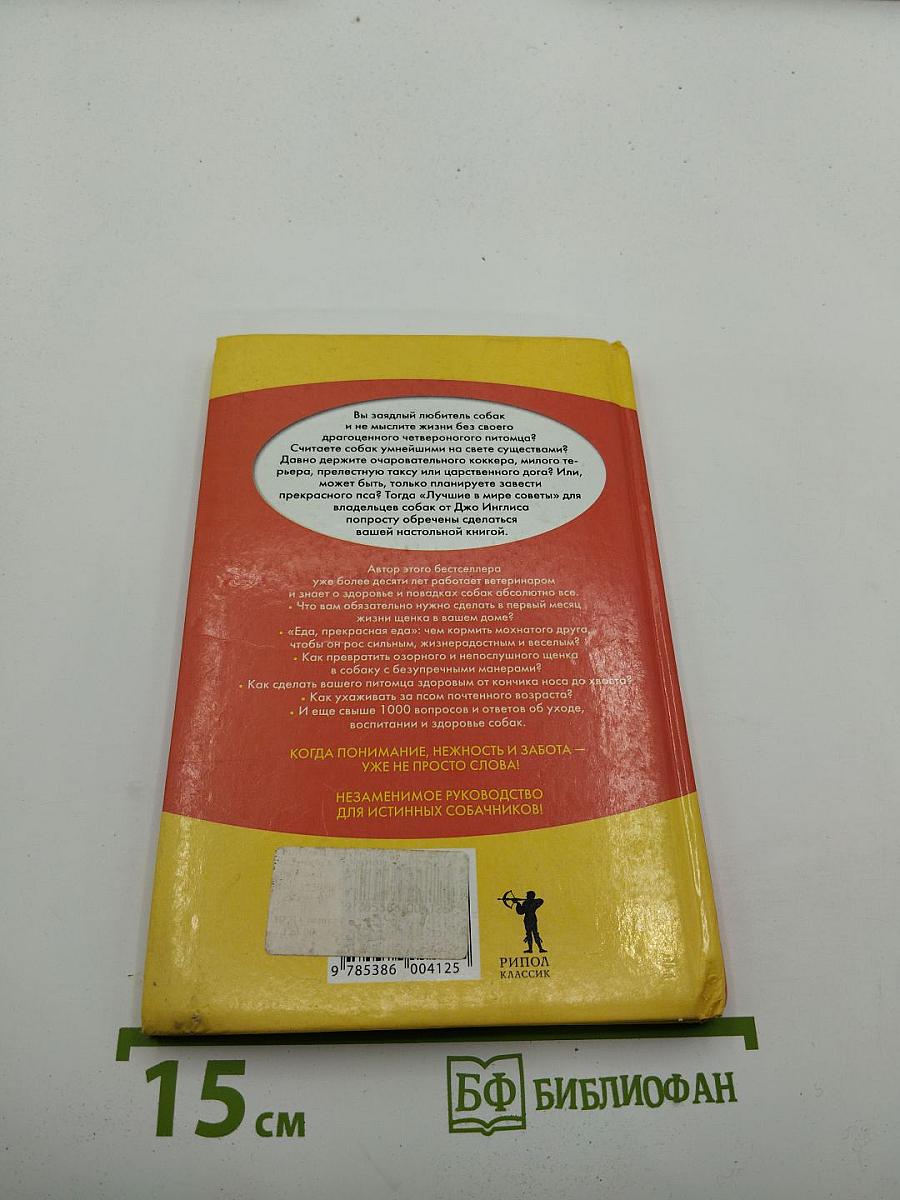 Вы заядлый любитель собак
и не мыслите жизни без своего
драгоценного четвероногого питомца?
Считаете собак умнейшими на свете существами?
Давно держите очаровательного коккера, милого те-
рьера, прелестную таксу или царственного дога? Или,
может быть, только планируете завести
прекрасного пса? Тогда «Лучшие в мире советы» для
владельцев собак от Джо Инглиса
попросту обречены сделаться
вашей настольной книгой.
Автор этого бестселлера
уже более десяти лет работает ветеринаром
и знает о здоровье и повадках собак абсолютно все.
• Что вам обязательно нужно сделать в первый месяц
жизни щенка в вашем доме?
• «Еда, прекрасная еда»: чем кормить мохнатого друга,
чтобы он рос сильным, жизнерадостным и веселым?
• Как превратить озорного и непослушного щенка
в собаку с безупречными манерами?
• Как сделать вашего питомца здоровым от кончика носа до хвоста?
• Как ухаживать за псом почтенного возраста?
• И еще свыше 1000 вопросов и ответов об уходе,
воспитании и здоровье собак.
КОГДА ПОНИМАНИЕ, НЕЖНОСТЬ И ЗАБОТА —
УЖЕ НЕ ПРОСТО СЛОВА!
НЕЗАМЕНИМОЕ РУКОВОДСТВО
ДЛЯ ИСТИННЫХ СОБАЧНИКОВ!
9 785386 004125
РИПОЛ
КЛАССИК
15 см
БФ БИБЛИОФАН